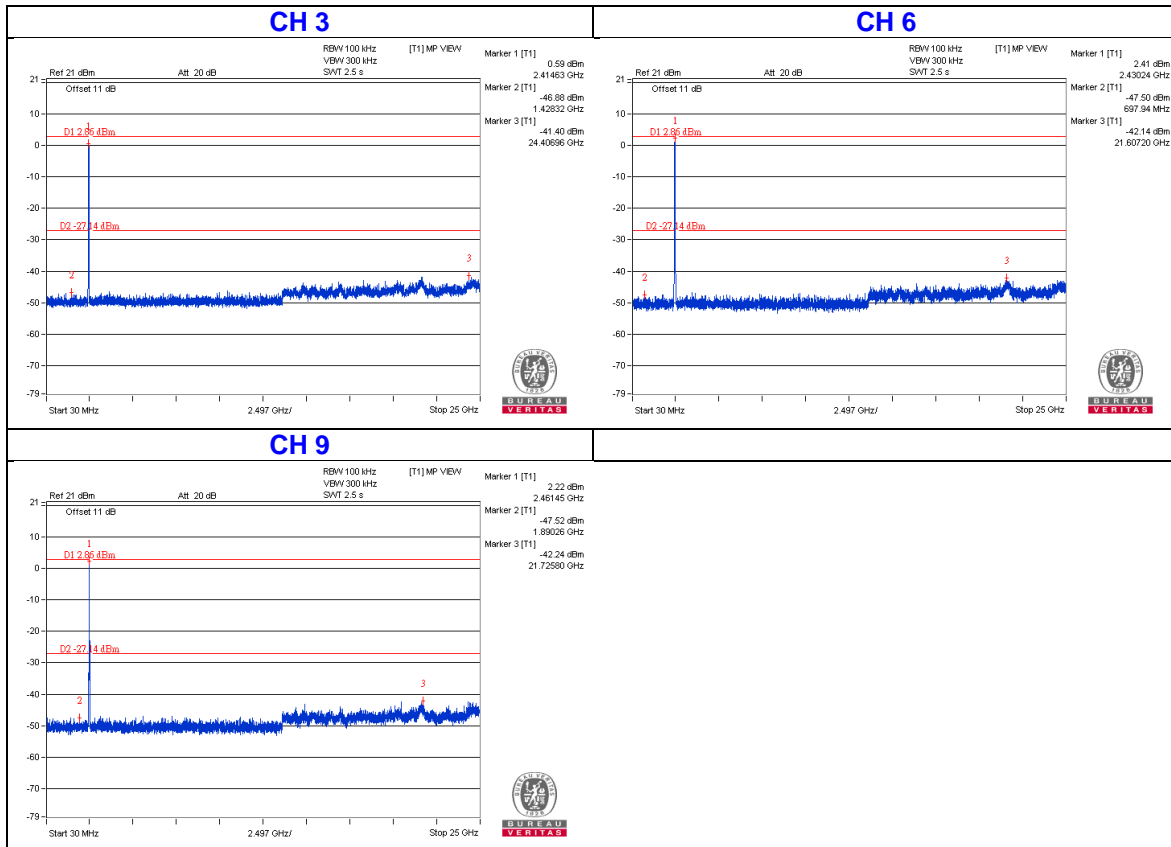 CH 3
RBW 100 kHz
[T1] MP VIEW
VBW 300 kHz
Ref 21 dBm
Att 20 dB
SWT 2.5 s
Marker 1 [T1]
0.59 dBm
2.41463 GHz
Marker 2 [T1]
-46.88 dBm
1.42832 GHz
Marker 3 [T1]
-41.40 dBm
24.40696 GHz
21
Offset 11 dB
10
1
D1 2.86 dBm
0
-10
-20
D2 -27.14 dBm
-30
-40
2
3
-50
-60
-70
-79
Start 30 MHz
2.497 GHz/
Stop 25 GHz
BUREAU VERITAS
1828
BUREAU
VERITAS
CH 6
RBW 100 kHz
[T1] MP VIEW
VBW 300 kHz
Ref 21 dBm
Att 20 dB
SWT 2.5 s
Marker 1 [T1]
2.41 dBm
2.43024 GHz
Marker 2 [T1]
-47.50 dBm
697.94 MHz
Marker 3 [T1]
-42.14 dBm
21.60720 GHz
21
Offset 11 dB
10
1
D1 2.86 dBm
0
-10
-20
D2 -27.14 dBm
-30
-40
2
3
-50
-60
-70
-79
Start 30 MHz
2.497 GHz/
Stop 25 GHz
BUREAU VERITAS
1828
BUREAU
VERITAS
CH 9
RBW 100 kHz
[T1] MP VIEW
VBW 300 kHz
Ref 21 dBm
Att 20 dB
SWT 2.5 s
Marker 1 [T1]
2.22 dBm
2.46145 GHz
Marker 2 [T1]
-47.52 dBm
1.89026 GHz
Marker 3 [T1]
-42.24 dBm
21.72580 GHz
21
Offset 11 dB
10
1
D1 2.86 dBm
0
-10
-20
D2 -27.14 dBm
-30
-40
2
3
-50
-60
-70
-79
Start 30 MHz
2.497 GHz/
Stop 25 GHz
BUREAU VERITAS
1828
BUREAU
VERITAS